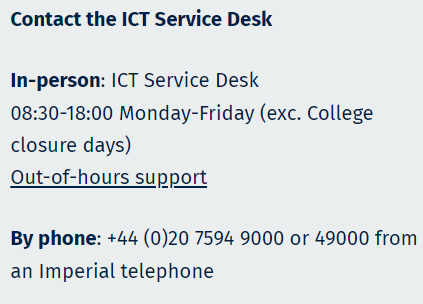 Contact the ICT Service Desk
In-person: ICT Service Desk
08:30-18:00 Monday-Friday (exc. College
closure days)
Out-of-hours support
By phone: +44 (0)20 7594 9000 or 49000 from
an Imperial telephone